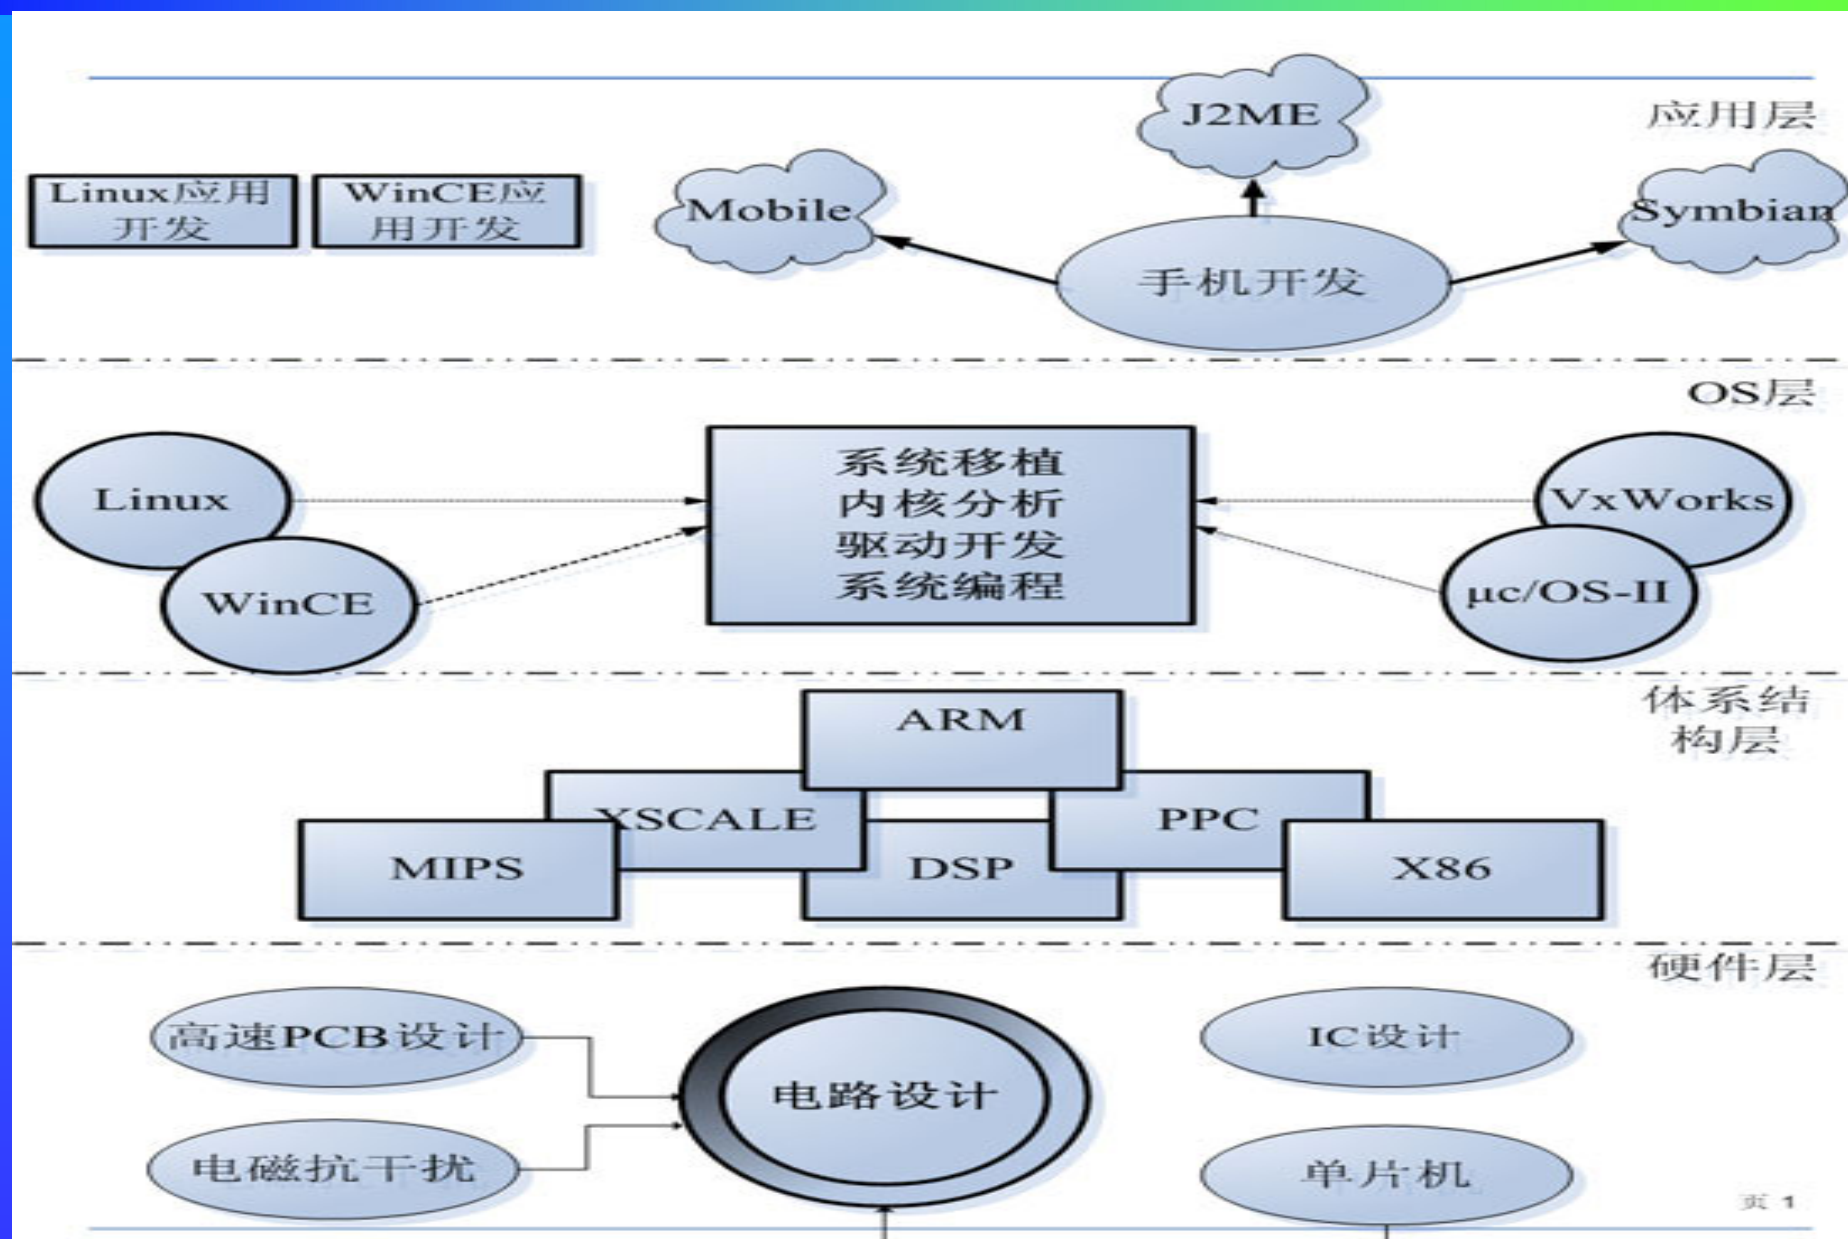 J2ME
应用层
Linux应用
开发
WinCE应
用开发
Mobile
Symbian
手机开发
OS层
Linux
WinCE
系统移植
内核分析
驱动开发
系统编程
VxWorks
μc/OS-II
体系结
构层
ARM
XSCALE
PPC
MIPS
DSP
X86
硬件层
高速PCB设计
电路设计
IC设计
电磁抗干扰
单片机
页 1